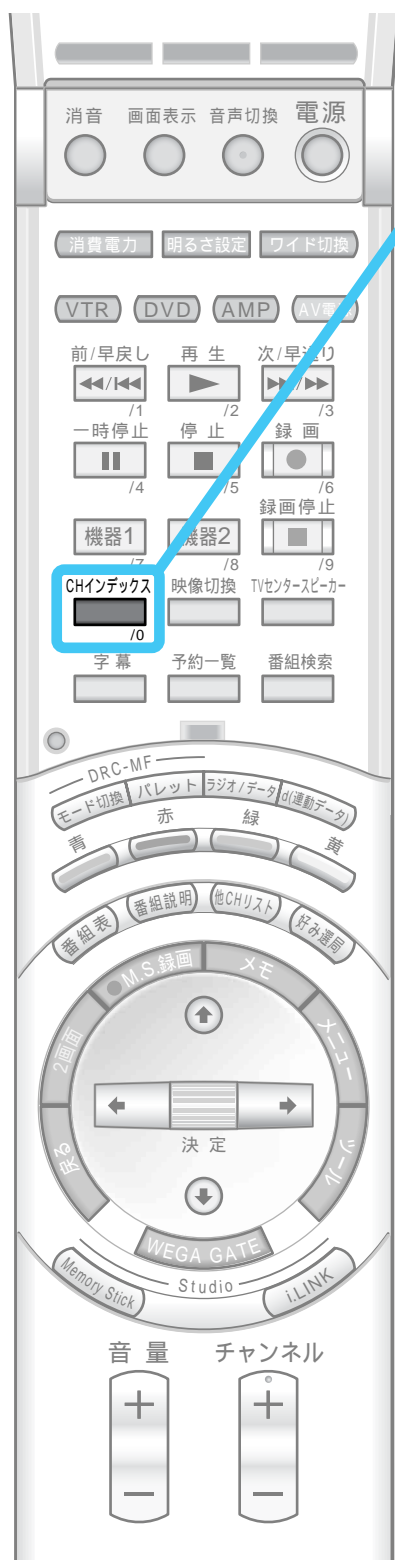 消音 画面表示 音声切換 電源
消費電力 明るさ設定 ワイド切換
VTR DVD AMP AV電源
前/早戻し 再生 次/早送り
/1 /2 /3
一時停止 停止 録画
/4 /5 /6
録画停止
機器1 機器2
/7 /8 /9
CHインデックス 映像切換 TVセンタースピーカー
/0
字幕 予約一覧 番組検索
DRC-MF
モード切換 パレット ラジオ/データ d(連動データ)
青 赤 緑 黄
番組表 番組説明 他CHリスト 好み選局
2画面 M.S.録画 メモ メニュー
決定
戻る ツール
WEGA GATE
Memory Stick Studio i.LINK
音量 チャンネル
+ +
− −